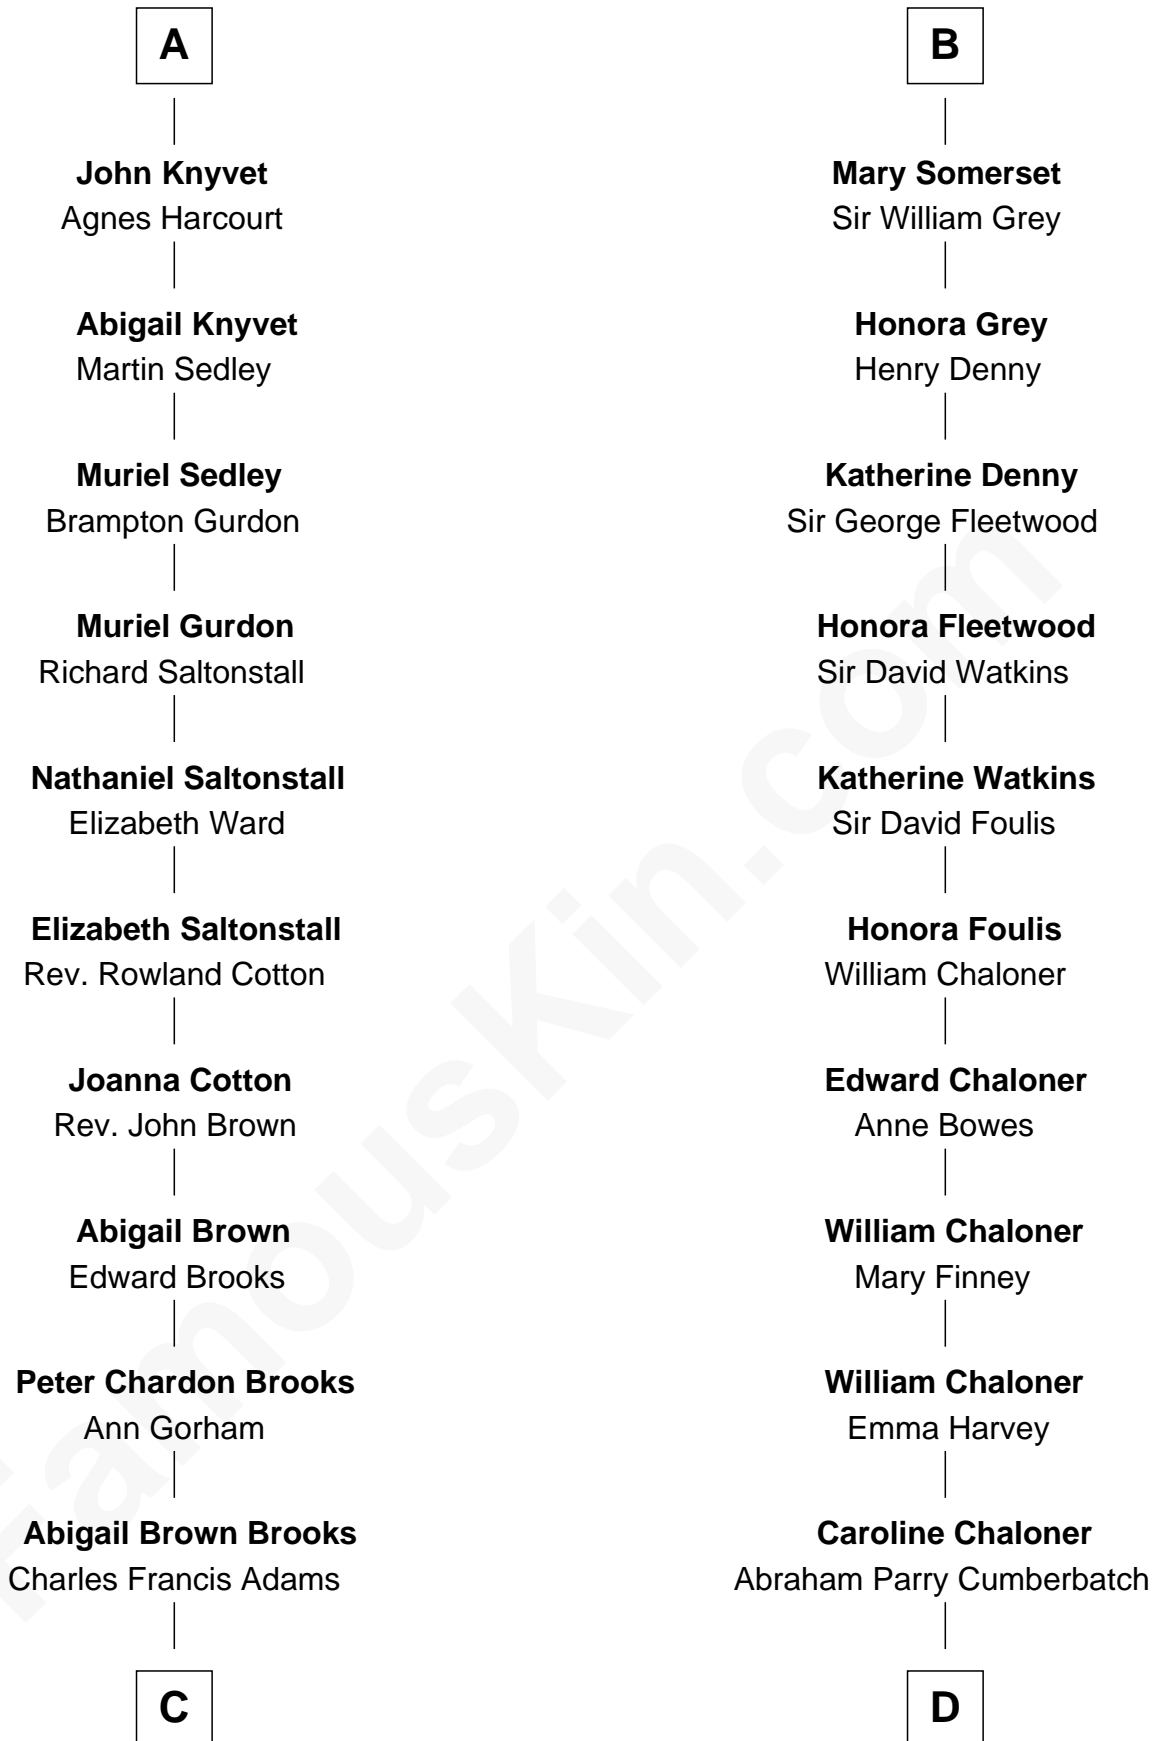 A
John Knyvet
Agnes Harcourt
Abigail Knyvet
Martin Sedley
Muriel Sedley
Brampton Gurdon
Muriel Gurdon
Richard Saltonstall
Nathaniel Saltonstall
Elizabeth Ward
Elizabeth Saltonstall
Rev. Rowland Cotton
Joanna Cotton
Rev. John Brown
Abigail Brown
Edward Brooks
Peter Chardon Brooks
Ann Gorham
Abigail Brown Brooks
Charles Francis Adams
C
B
Mary Somerset
Sir William Grey
Honora Grey
Henry Denny
Katherine Denny
Sir George Fleetwood
Honora Fleetwood
Sir David Watkins
Katherine Watkins
Sir David Foulis
Honora Foulis
William Chaloner
Edward Chaloner
Anne Bowes
William Chaloner
Mary Finney
William Chaloner
Emma Harvey
Caroline Chaloner
Abraham Parry Cumberbatch
D
FamousKin.com